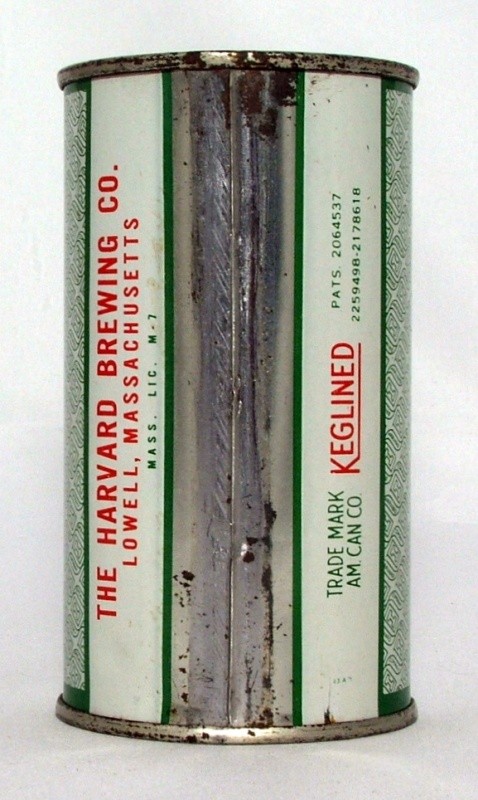 THE HARVARD BREWING CO.
LOWELL, MASSACHUSETTS
MASS. LIC. M-7
TRADE MARK
AM. CAN CO.
KEGLINED
PATS. 2064537
2259498-2178618